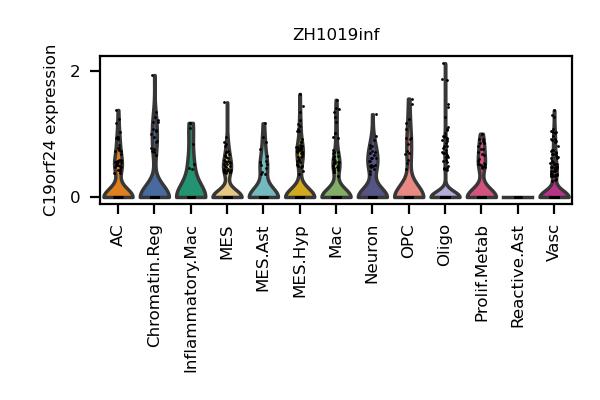 ZH1019inf
C19orf24 expression
2
0
AC
Chromatin.Reg
Inflammatory.Mac
MES
MES.Ast
MES.Hyp
Mac
Neuron
OPC
Oligo
Prolif.Metab
Reactive.Ast
Vasc